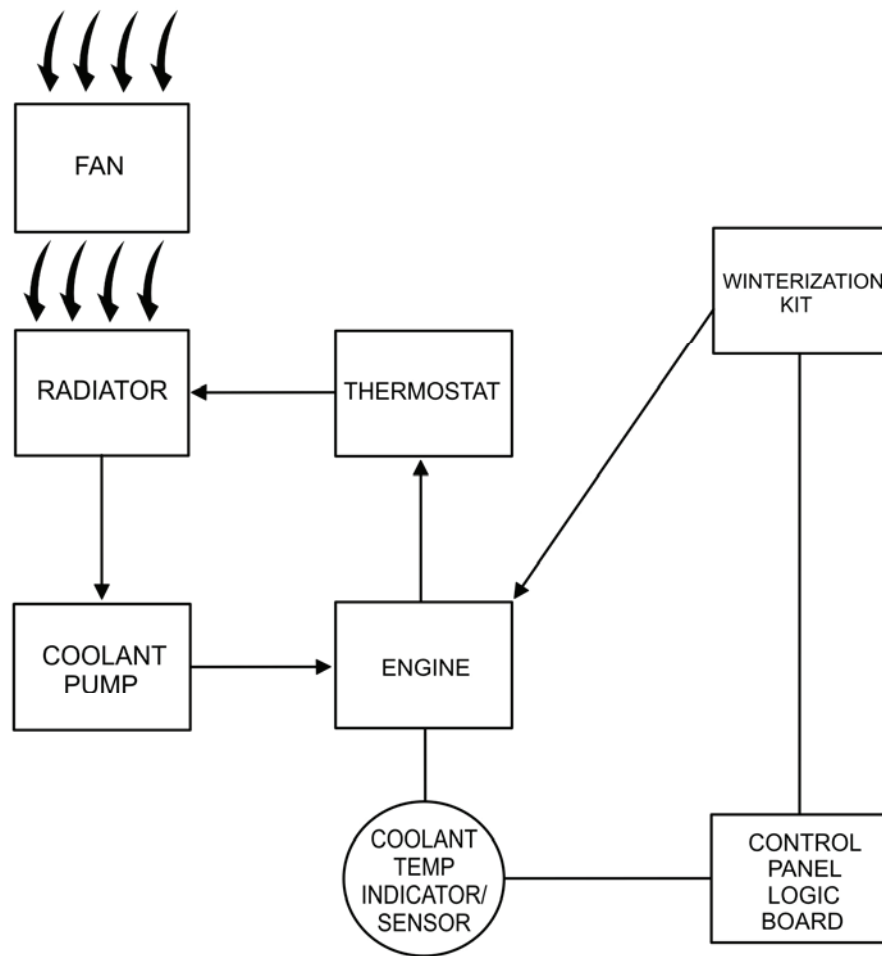 FAN
WINTERIZATION
KIT
RADIATOR
THERMOSTAT
COOLANT
PUMP
ENGINE
COOLANT
TEMP
INDICATOR/
SENSOR
CONTROL
PANEL
LOGIC
BOARD